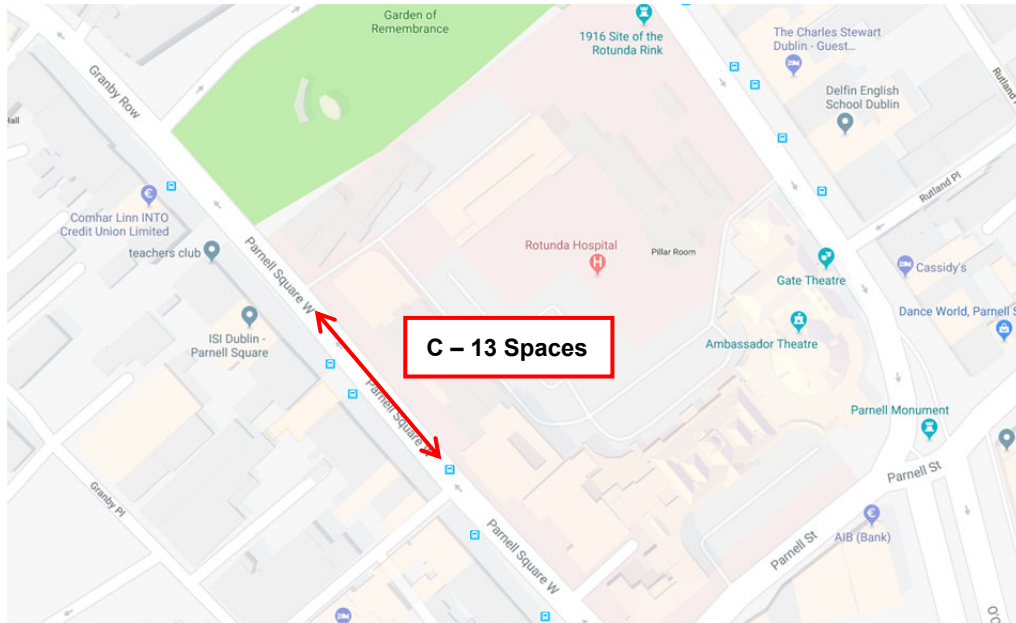 Garden of
Remembrance
1916 Site of the
Rotunda Rink
The Charles Stewart
Dublin - Guest...
Granby Row
Delfin English
School Dublin
Rutland P
Hall
Comhar Linn INTO
Credit Union Limited
Rutland Pl
teachers club
Parnell Square W
Rotunda Hospital
H
Pillar Room
Gate Theatre
Cassidy's
Dance World, Parnell S
ISI Dublin -
Parnell Square
C – 13 Spaces
Ambassador Theatre
Parnell Square
Parnell Monument
Parnell St
Granby Pl
Parnell Square W
Parnell St
AIB (Bank)
O'C